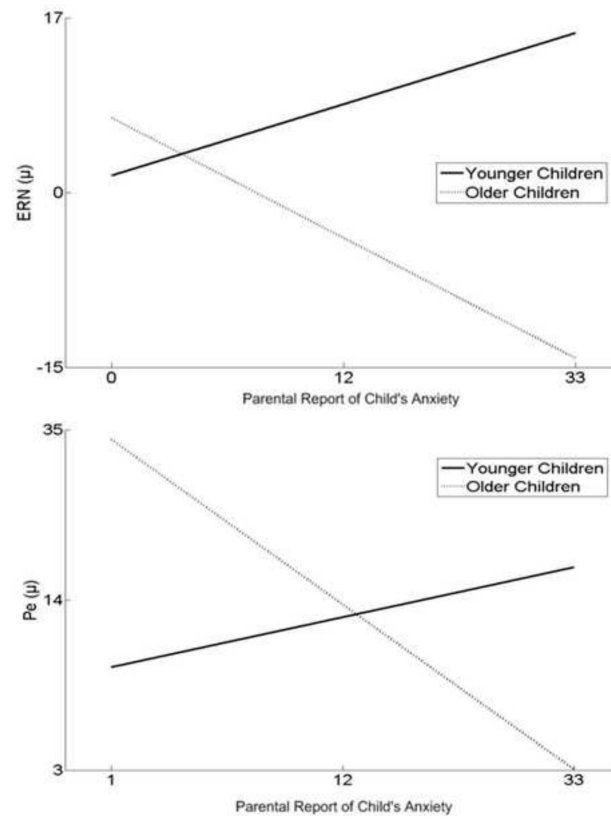 17
Younger Children
Older Children
ERN (μ)
0
-15
0 12 33
Parental Report of Child's Anxiety
35
Younger Children
Older Children
Pe (μ)
14
3
1 12 33
Parental Report of Child's Anxiety